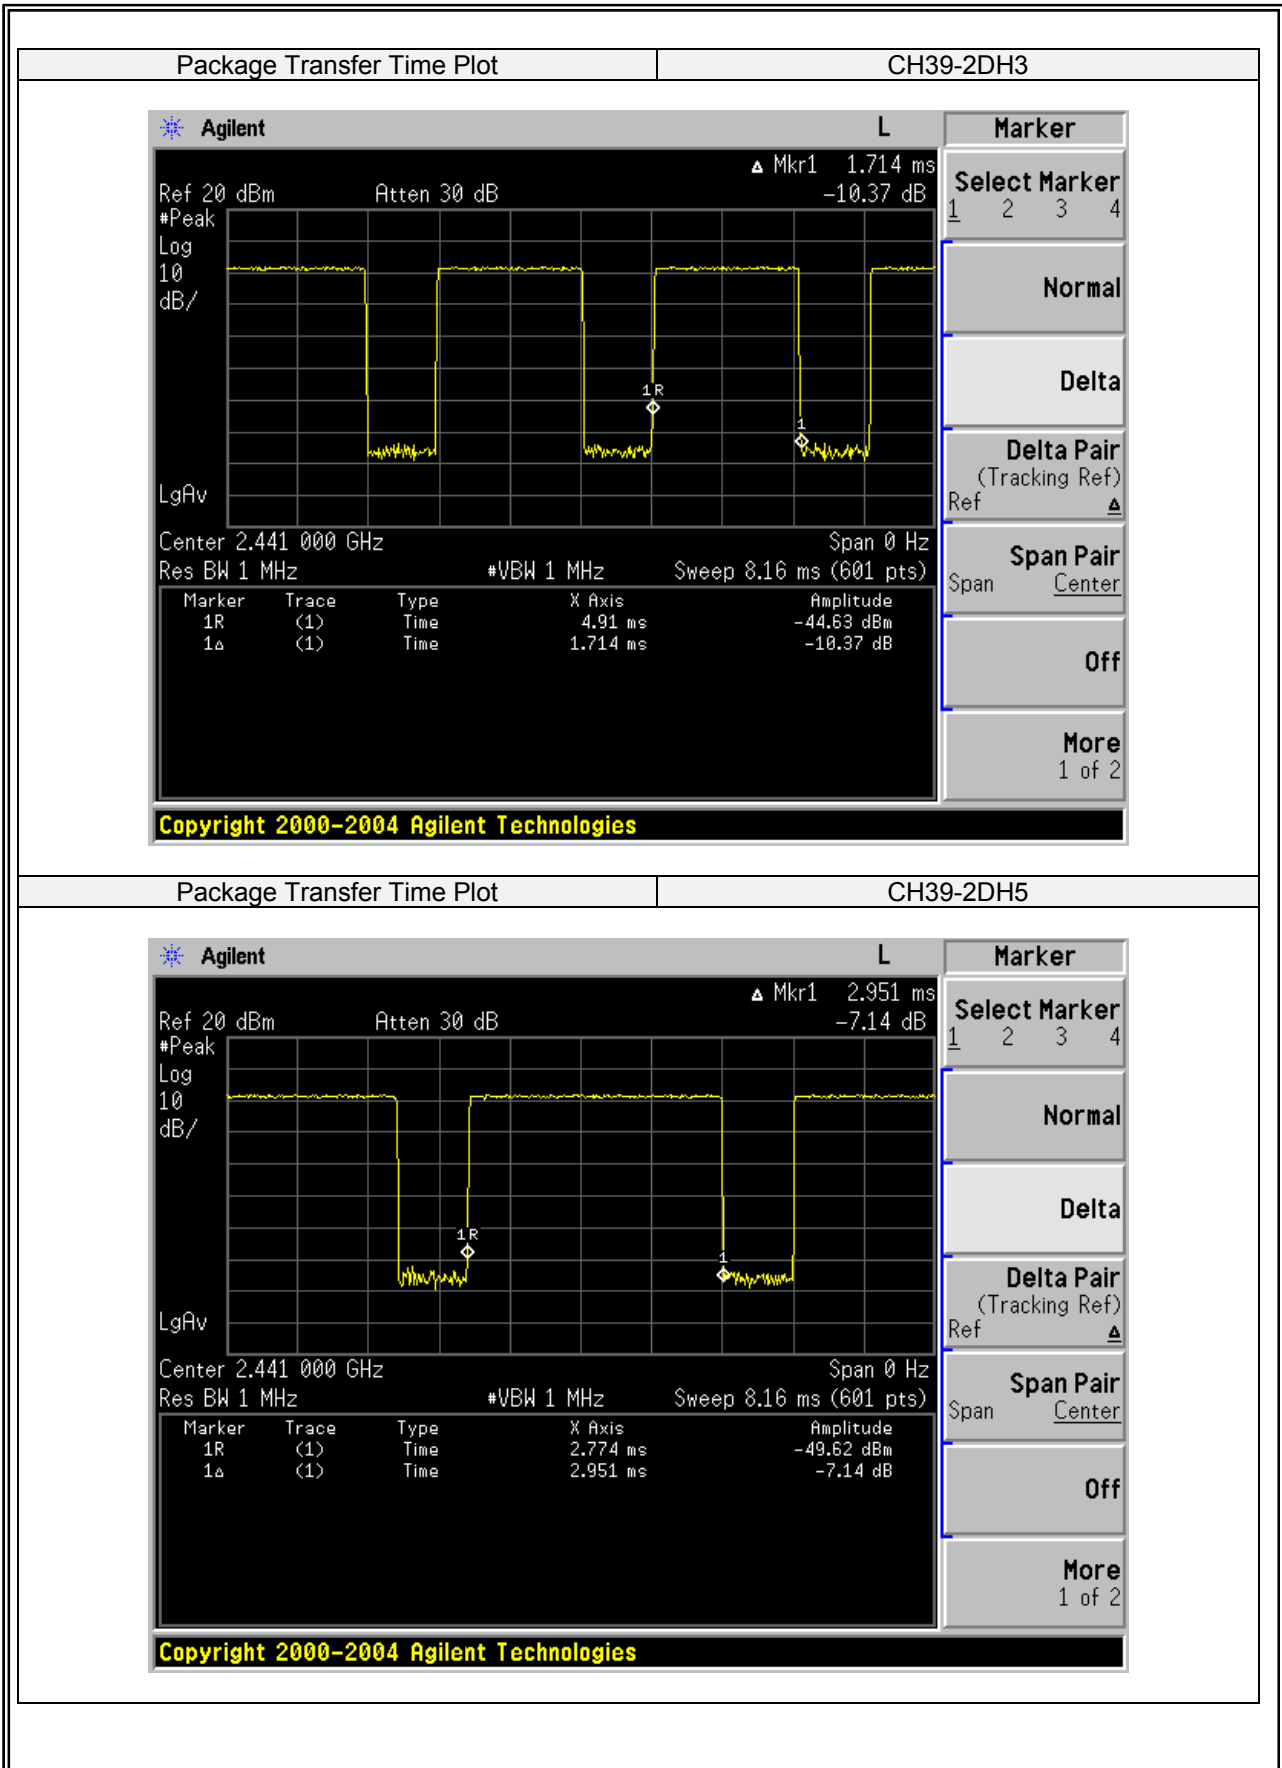 Package Transfer Time Plot CH39-2DH3
Agilent L Marker
Δ Mkr1 1.714 ms
Ref 20 dBm Atten 30 dB -10.37 dB
#Peak
Log
10
dB/
1R
1
LgAv
Center 2.441 000 GHz Span 0 Hz
Res BW 1 MHz #VBW 1 MHz Sweep 8.16 ms (601 pts)
Marker Trace Type X Axis Amplitude
1R (1) Time 4.91 ms -44.63 dBm
1Δ (1) Time 1.714 ms -10.37 dB
Select Marker
1 2 3 4
Normal
Delta
Delta Pair
(Tracking Ref)
Ref Δ
Span Pair
Span Center
Off
More
1 of 2
Copyright 2000-2004 Agilent Technologies
Package Transfer Time Plot CH39-2DH5
Agilent L Marker
Δ Mkr1 2.951 ms
Ref 20 dBm Atten 30 dB -7.14 dB
#Peak
Log
10
dB/
1R
1
LgAv
Center 2.441 000 GHz Span 0 Hz
Res BW 1 MHz #VBW 1 MHz Sweep 8.16 ms (601 pts)
Marker Trace Type X Axis Amplitude
1R (1) Time 2.774 ms -49.62 dBm
1Δ (1) Time 2.951 ms -7.14 dB
Select Marker
1 2 3 4
Normal
Delta
Delta Pair
(Tracking Ref)
Ref Δ
Span Pair
Span Center
Off
More
1 of 2
Copyright 2000-2004 Agilent Technologies